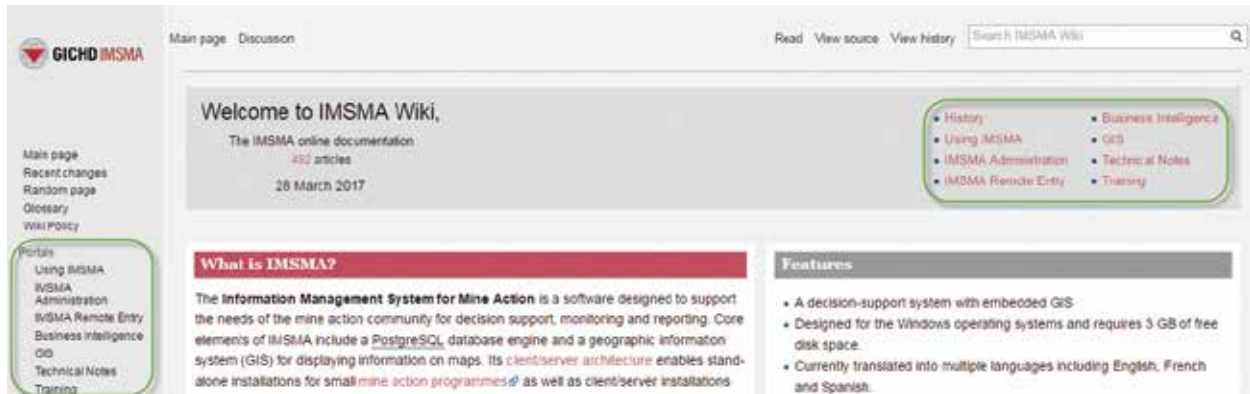 GICHD IMSMA
Main page Discussion
Read View source View history Search IMSMA Wiki
Main page
Recent changes
Random page
Glossary
Wiki Policy
Portals
Using IMSMA
IMSMA
Administration
IMSMA Remote Entry
Business Intelligence
GIS
Technical Notes
Training
Welcome to IMSMA Wiki,
The IMSMA online documentation
492 articles
28 March 2017
• History
• Using IMSMA
• IMSMA Administration
• IMSMA Remote Entry
• Business Intelligence
• GIS
• Technical Notes
• Training
What is IMSMA?
The Information Management System for Mine Action is a software designed to support
the needs of the mine action community for decision support, monitoring and reporting. Core
elements of IMSMA include a PostgreSQL database engine and a geographic information
system (GIS) for displaying information on maps. Its client/server architecture enables stand-
alone installations for small mine action programmes as well as client/server installations
Features
• A decision-support system with embedded GIS
• Designed for the Windows operating systems and requires 3 GB of free
disk space.
• Currently translated into multiple languages including English, French
and Spanish.